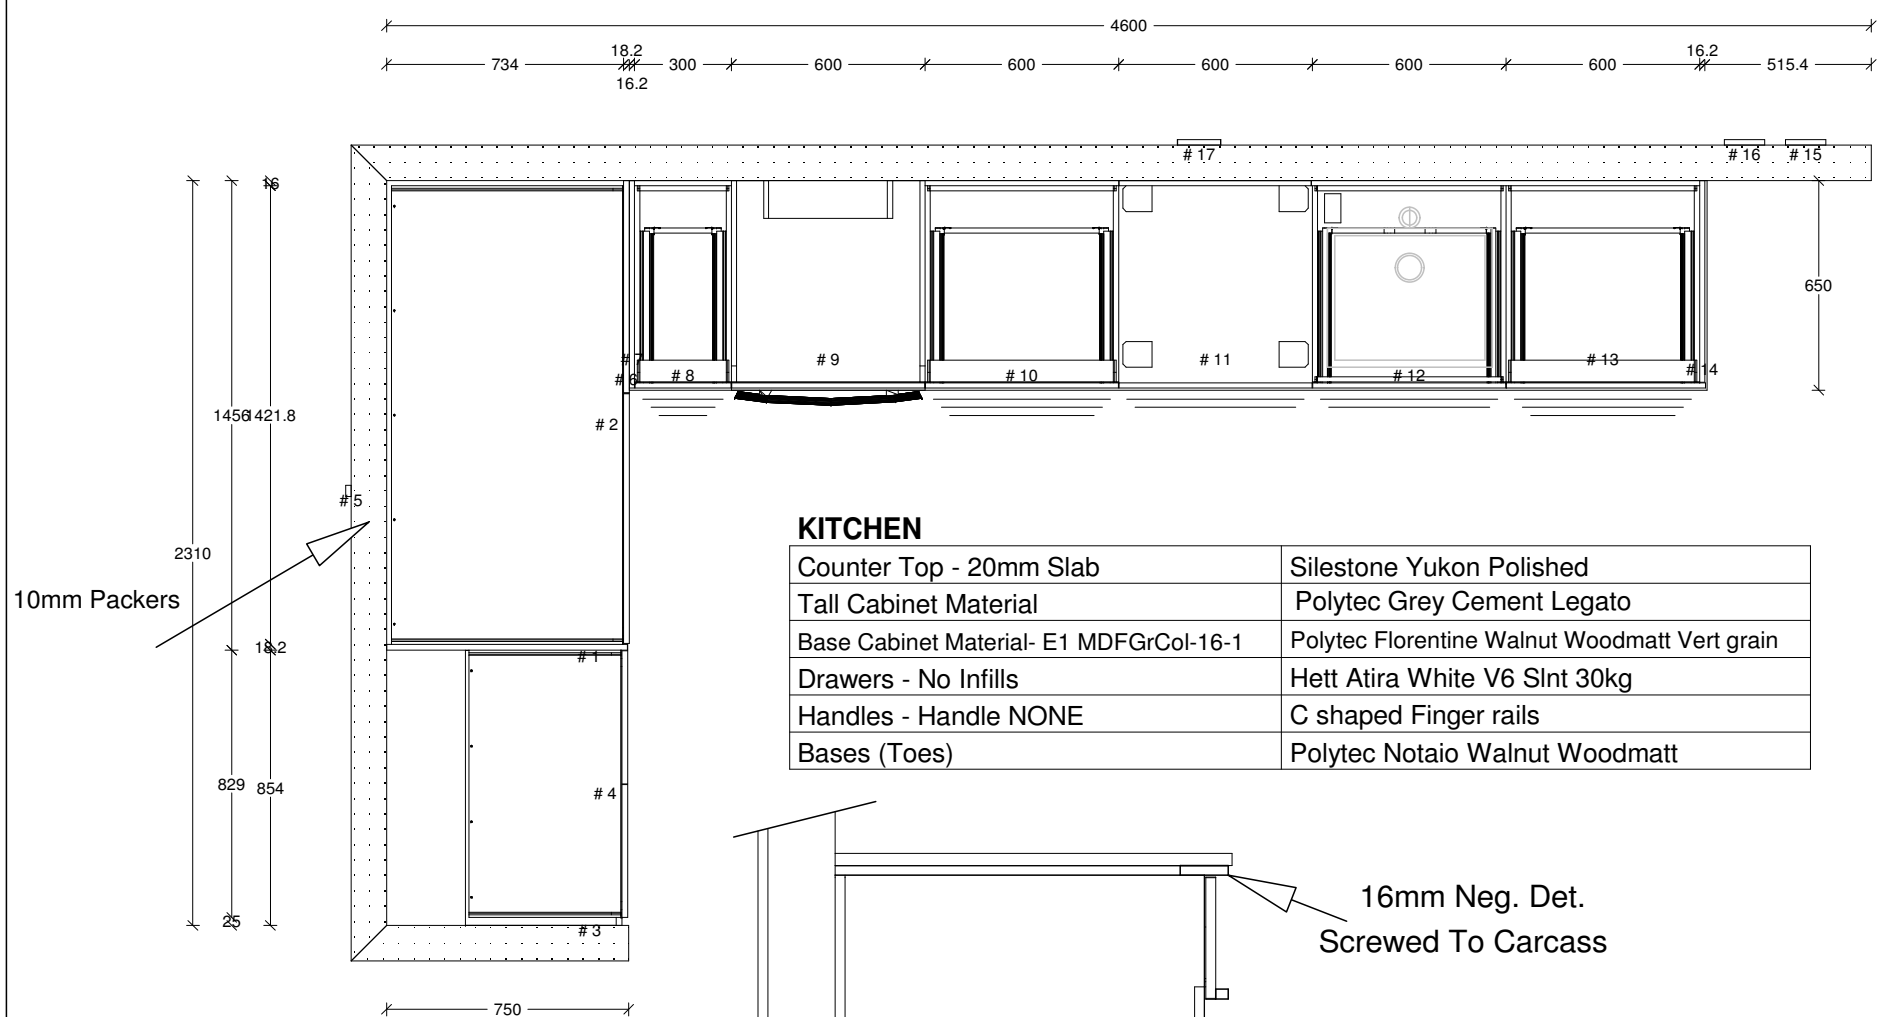 4600
18.2 16.2
734 300 600 600 600 600 600 515.4
16.2
# 17 # 16 # 15
16
650
# 7 # 9 # 11 # 13
# 6 # 8 # 10 # 12 # 14
1456 1421.8 # 2
# 5
KITCHEN
2310
Counter Top - 20mm Slab Silestone Yukon Polished
10mm Packers
Tall Cabinet Material Polytec Grey Cement Legato
Base Cabinet Material- E1 MDFGrCol-16-1 Polytec Florentine Walnut Woodmatt Vert grain
18.2 # 1
Drawers - No Infills Hett Atira White V6 Slnt 30kg
Handles - Handle NONE C shaped Finger rails
Bases (Toes) Polytec Notaio Walnut Woodmatt
829 854 # 4
16mm Neg. Det.
25 # 3
Screwed To Carcass
750